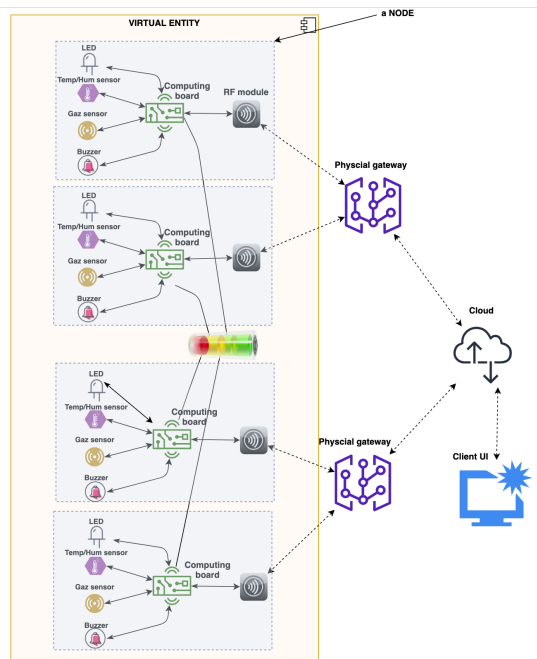 VIRTUAL ENTITY
a NODE
LED
Temp/Hum sensor
Computing
board
RF module
Gaz sensor
Buzzer
Physcial gateway
LED
Temp/Hum sensor
Computing
board
Gaz sensor
Buzzer
Cloud
LED
Temp/Hum sensor
Computing
board
Gaz sensor
Buzzer
Physcial gateway
Client UI
LED
Temp/Hum sensor
Computing
board
Gaz sensor
Buzzer